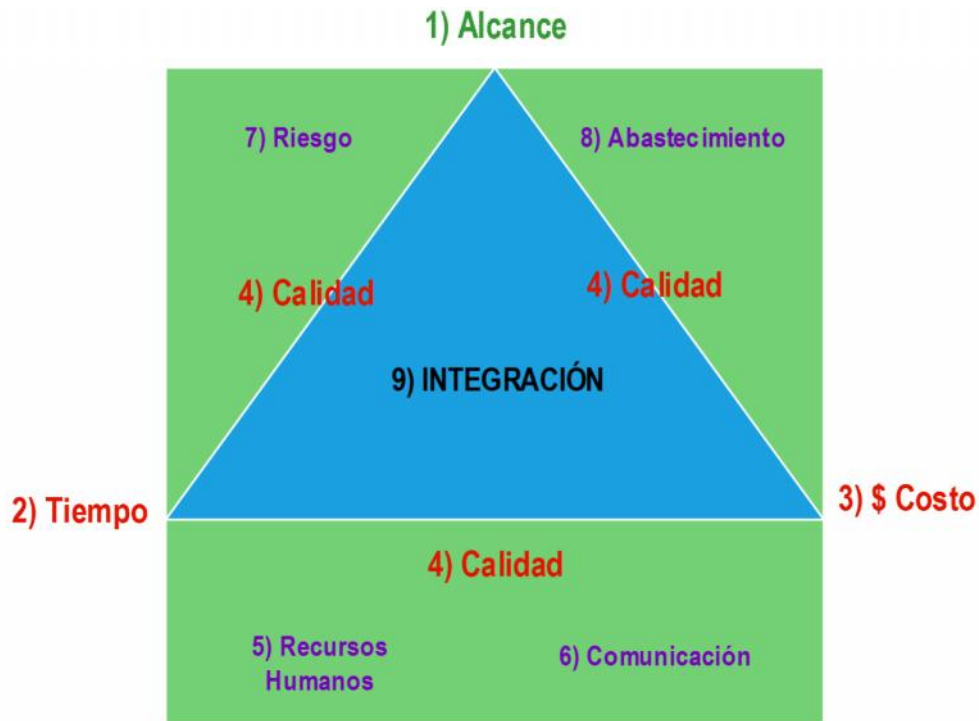 1) Alcance
7) Riesgo
8) Abastecimiento
4) Calidad
4) Calidad
9) INTEGRACIÓN
2) Tiempo
3) $ Costo
4) Calidad
5) Recursos
Humanos
6) Comunicación